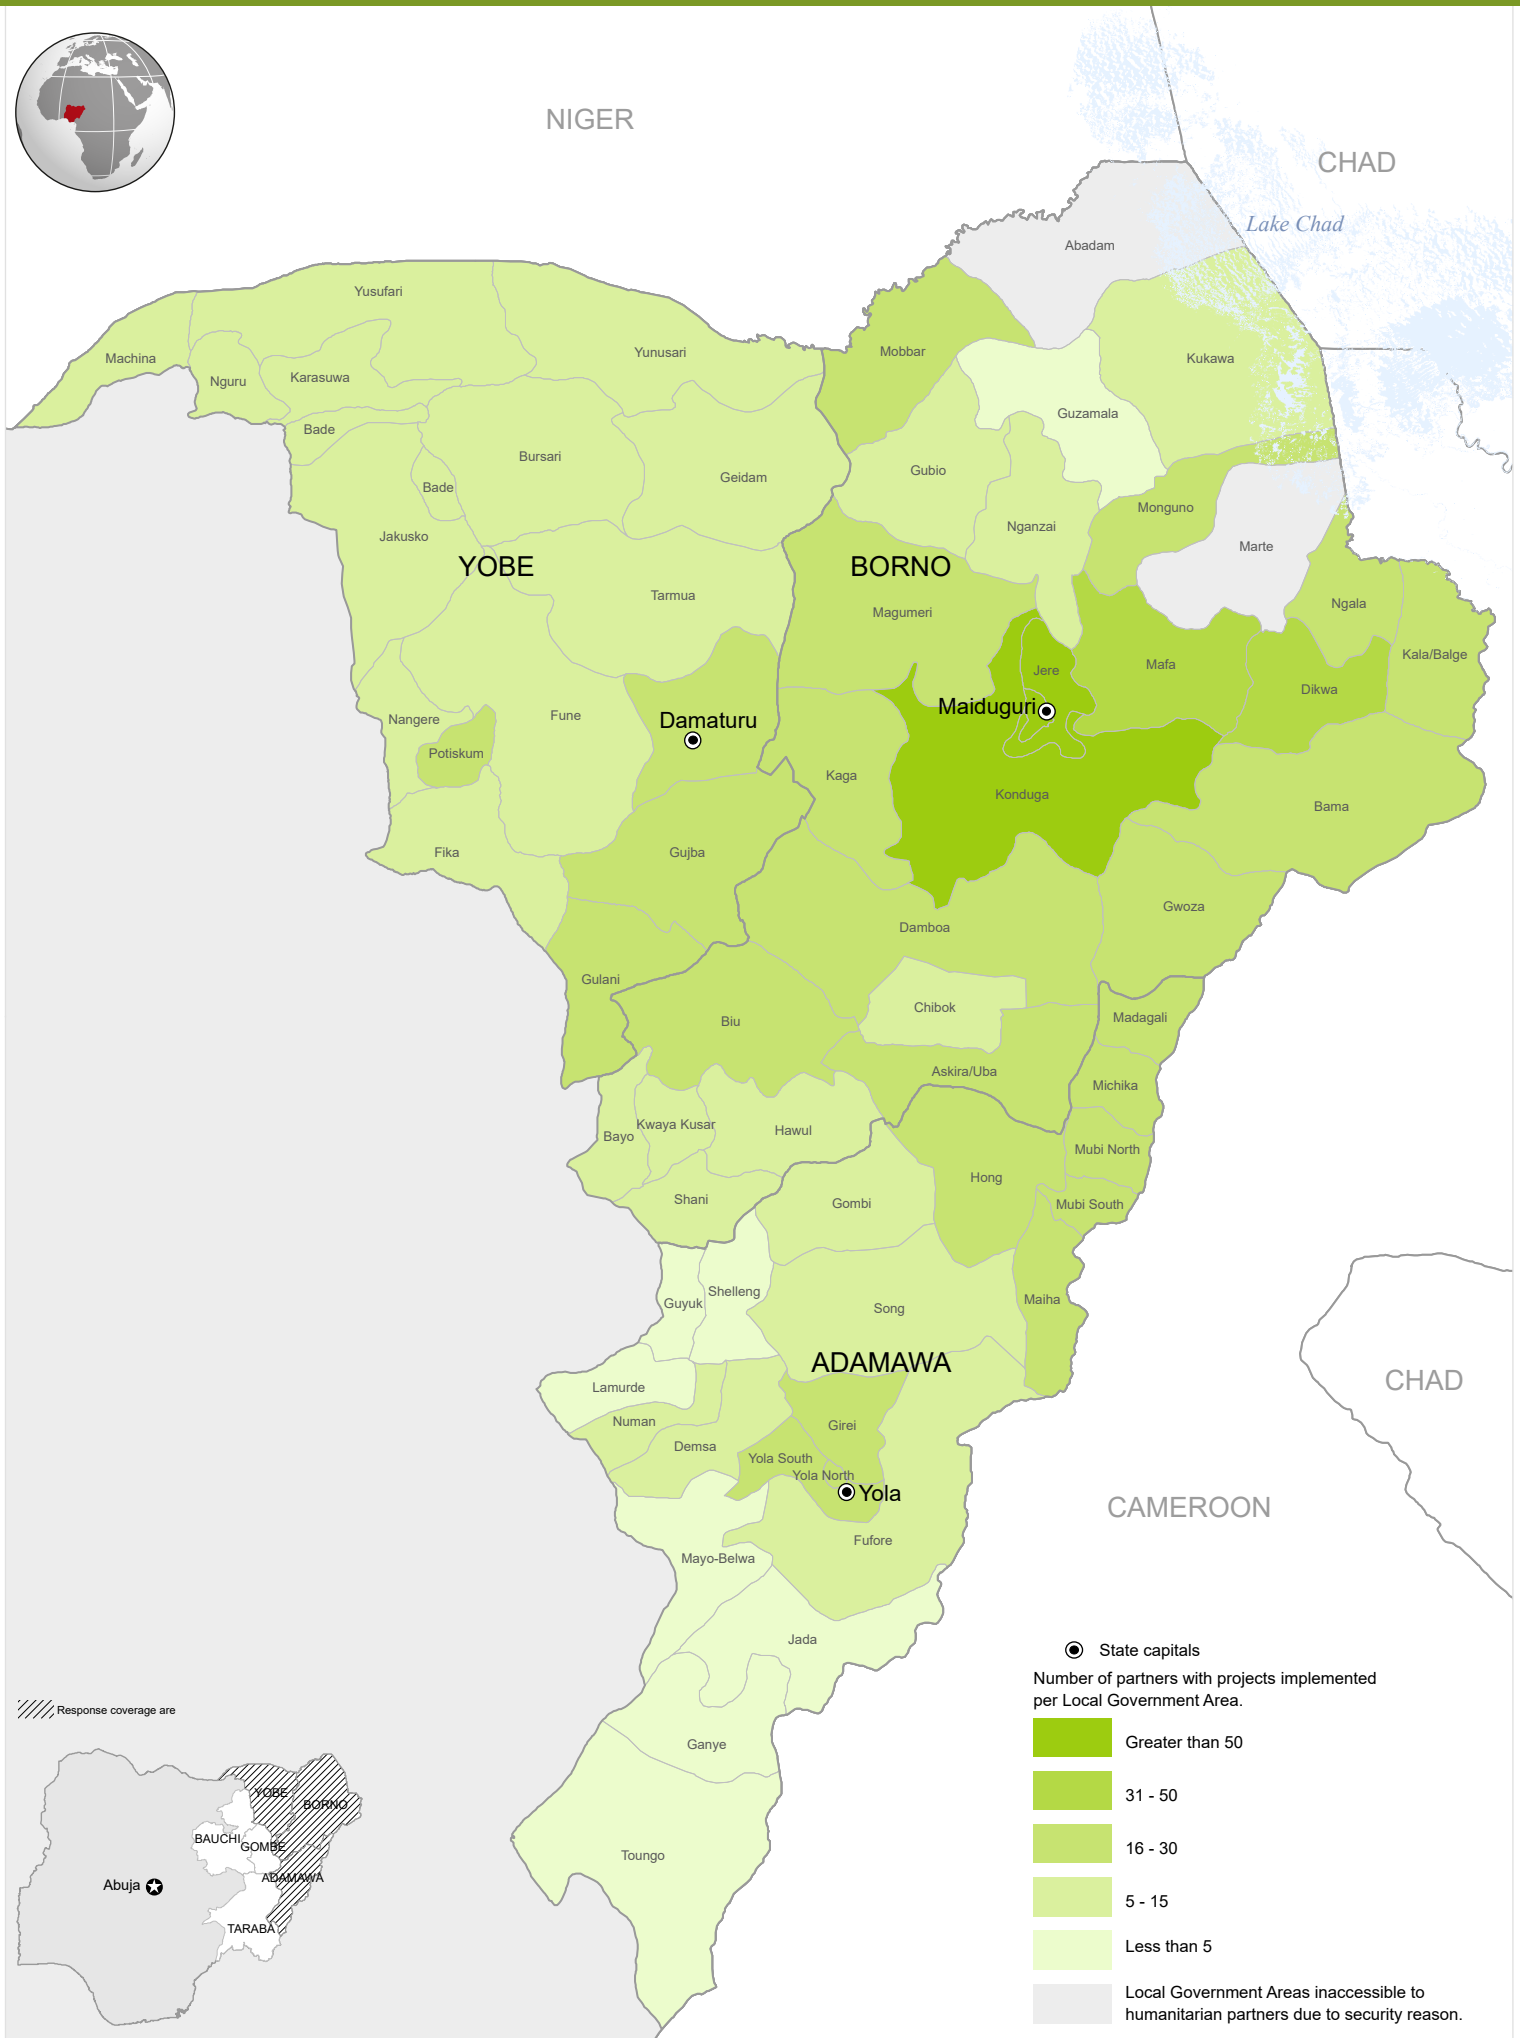 NIGER
CHAD
Lake Chad
Abadam
Yusufari
Machina
Nguru
Karasuwa
Yunusari
Mobbar
Kukawa
Guzamala
Bade
Bursari
Geidam
Gubio
Bade
Monguno
Nganzai
Jakusko
Marte
YOBE
BORNO
Tarmua
Magumeri
Ngala
Jere
Mafa
Kala/Balge
Dikwa
Nangere
Fune
Damaturu
Maiduguri
Potiskum
Kaga
Konduga
Bama
Fika
Gujba
Gwoza
Damboa
Gulani
Chibok
Biu
Madagali
Askira/Uba
Michika
Kwaya Kusar
Bayo
Hawul
Mubi North
Hong
Shani
Gombi
Mubi South
Shelleng
Guyuk
Song
Maiha
ADAMAWA
CHAD
Lamurde
Numan
Girei
Demsa
Yola South
Yola North
Yola
CAMEROON
Fufore
Mayo-Belwa
Jada
Ganye
Toungo
State capitals
Number of partners with projects implemented
per Local Government Area.
Greater than 50
31 - 50
16 - 30
5 - 15
Less than 5
Local Government Areas inaccessible to
humanitarian partners due to security reason.
Response coverage are
YOBE
BORNO
BAUCHI
GOMBE
ADAMAWA
Abuja
TARABA